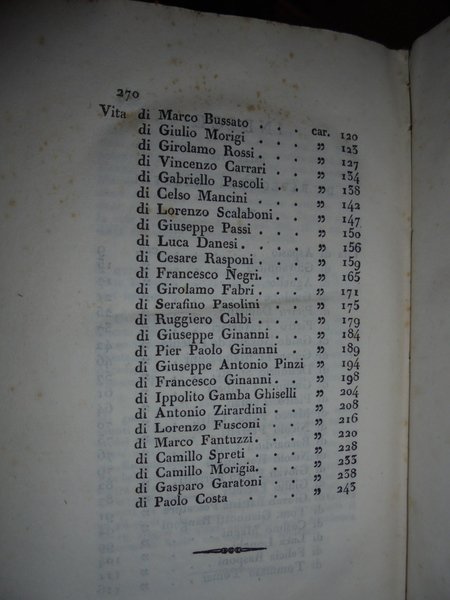 270
Vita di Marco Bussato . . . car. 120
di Giulio Morigi . . . „ 123
di Girolamo Rossi . . . „ 127
di Vincenzo Carrari . . „ 134
di Gabriello Pascoli . . „ 138
di Celso Mancini . . . „ 142
di Lorenzo Scalaboni . . „ 147
di Giuseppe Passi . . . „ 150
di Luca Danesi . . . . „ 156
di Cesare Rasponi . . . „ 159
di Francesco Negri . . . „ 165
di Girolamo Fabri . . . „ 171
di Serafino Pasolini . . „ 175
di Ruggiero Calbi . . . „ 179
di Giuseppe Ginanni . . „ 184
di Pier Paolo Ginanni . . „ 189
di Giuseppe Antonio Pinzi „ 194
di Francesco Ginanni . . „ 198
di Ippolito Gamba Ghiselli „ 204
di Antonio Zirardini . . „ 208
di Lorenzo Fusconi . . „ 216
di Marco Fantuzzi . . . „ 220
di Camillo Spreti . . . „ 228
di Camillo Morigia . . . „ 233
di Gasparo Garatoni . . „ 238
di Paolo Costa . . . „ 243